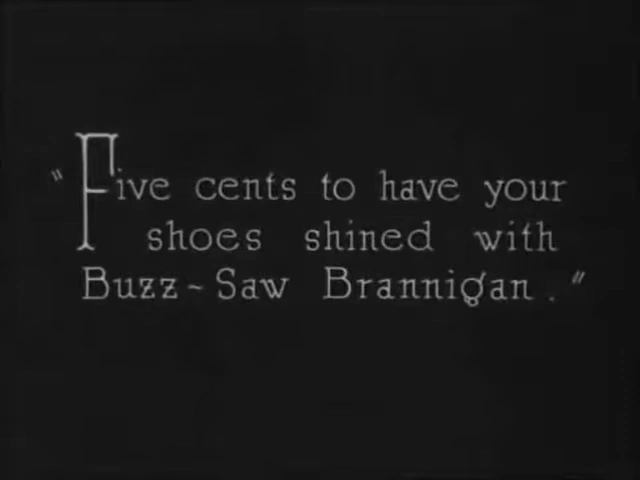 "Five cents to have your
shoes shined with
Buzz-Saw Brannigan."